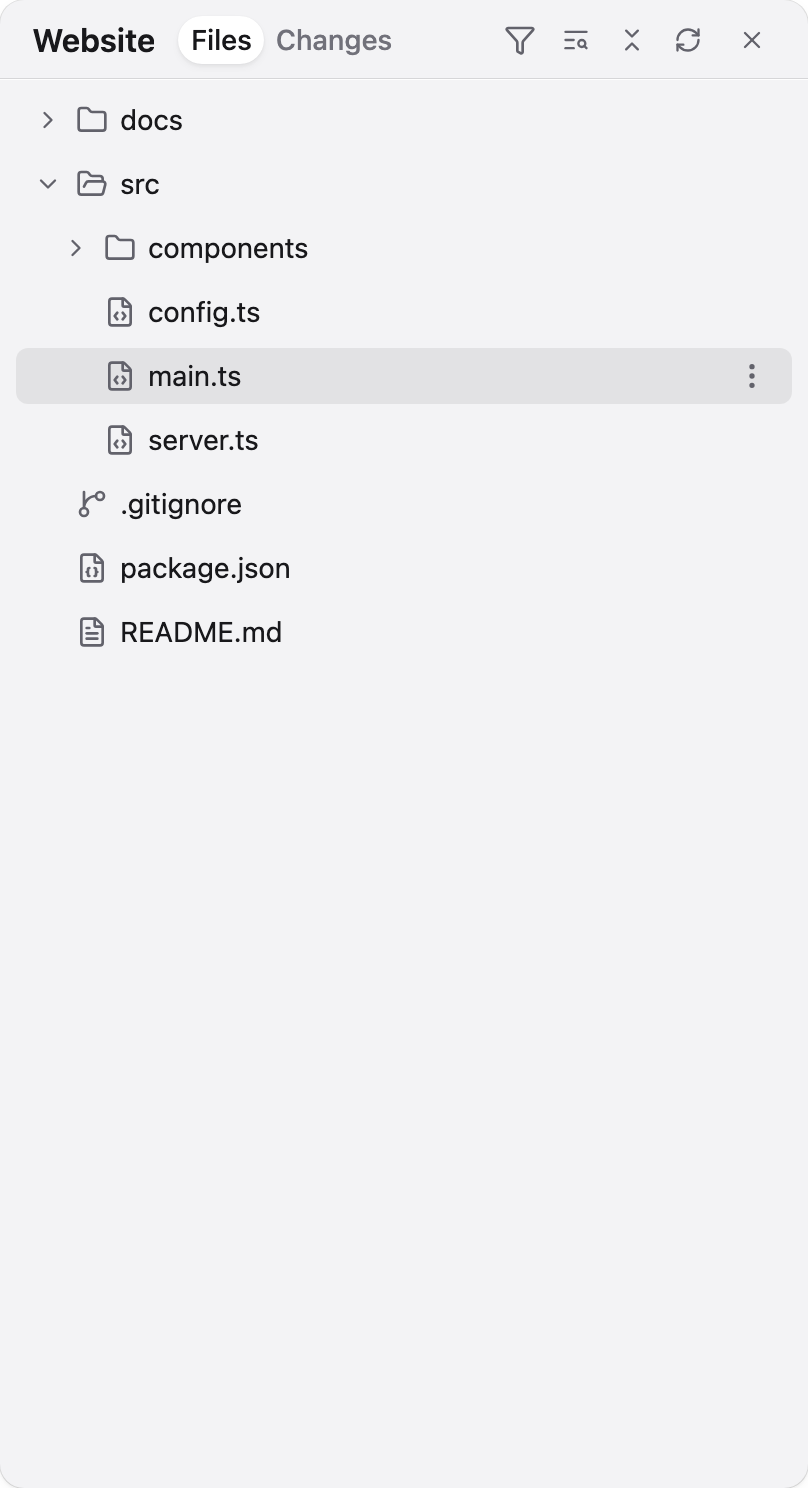 Website Files Changes
docs
src
components
config.ts
main.ts
server.ts
.gitignore
package.json
README.md